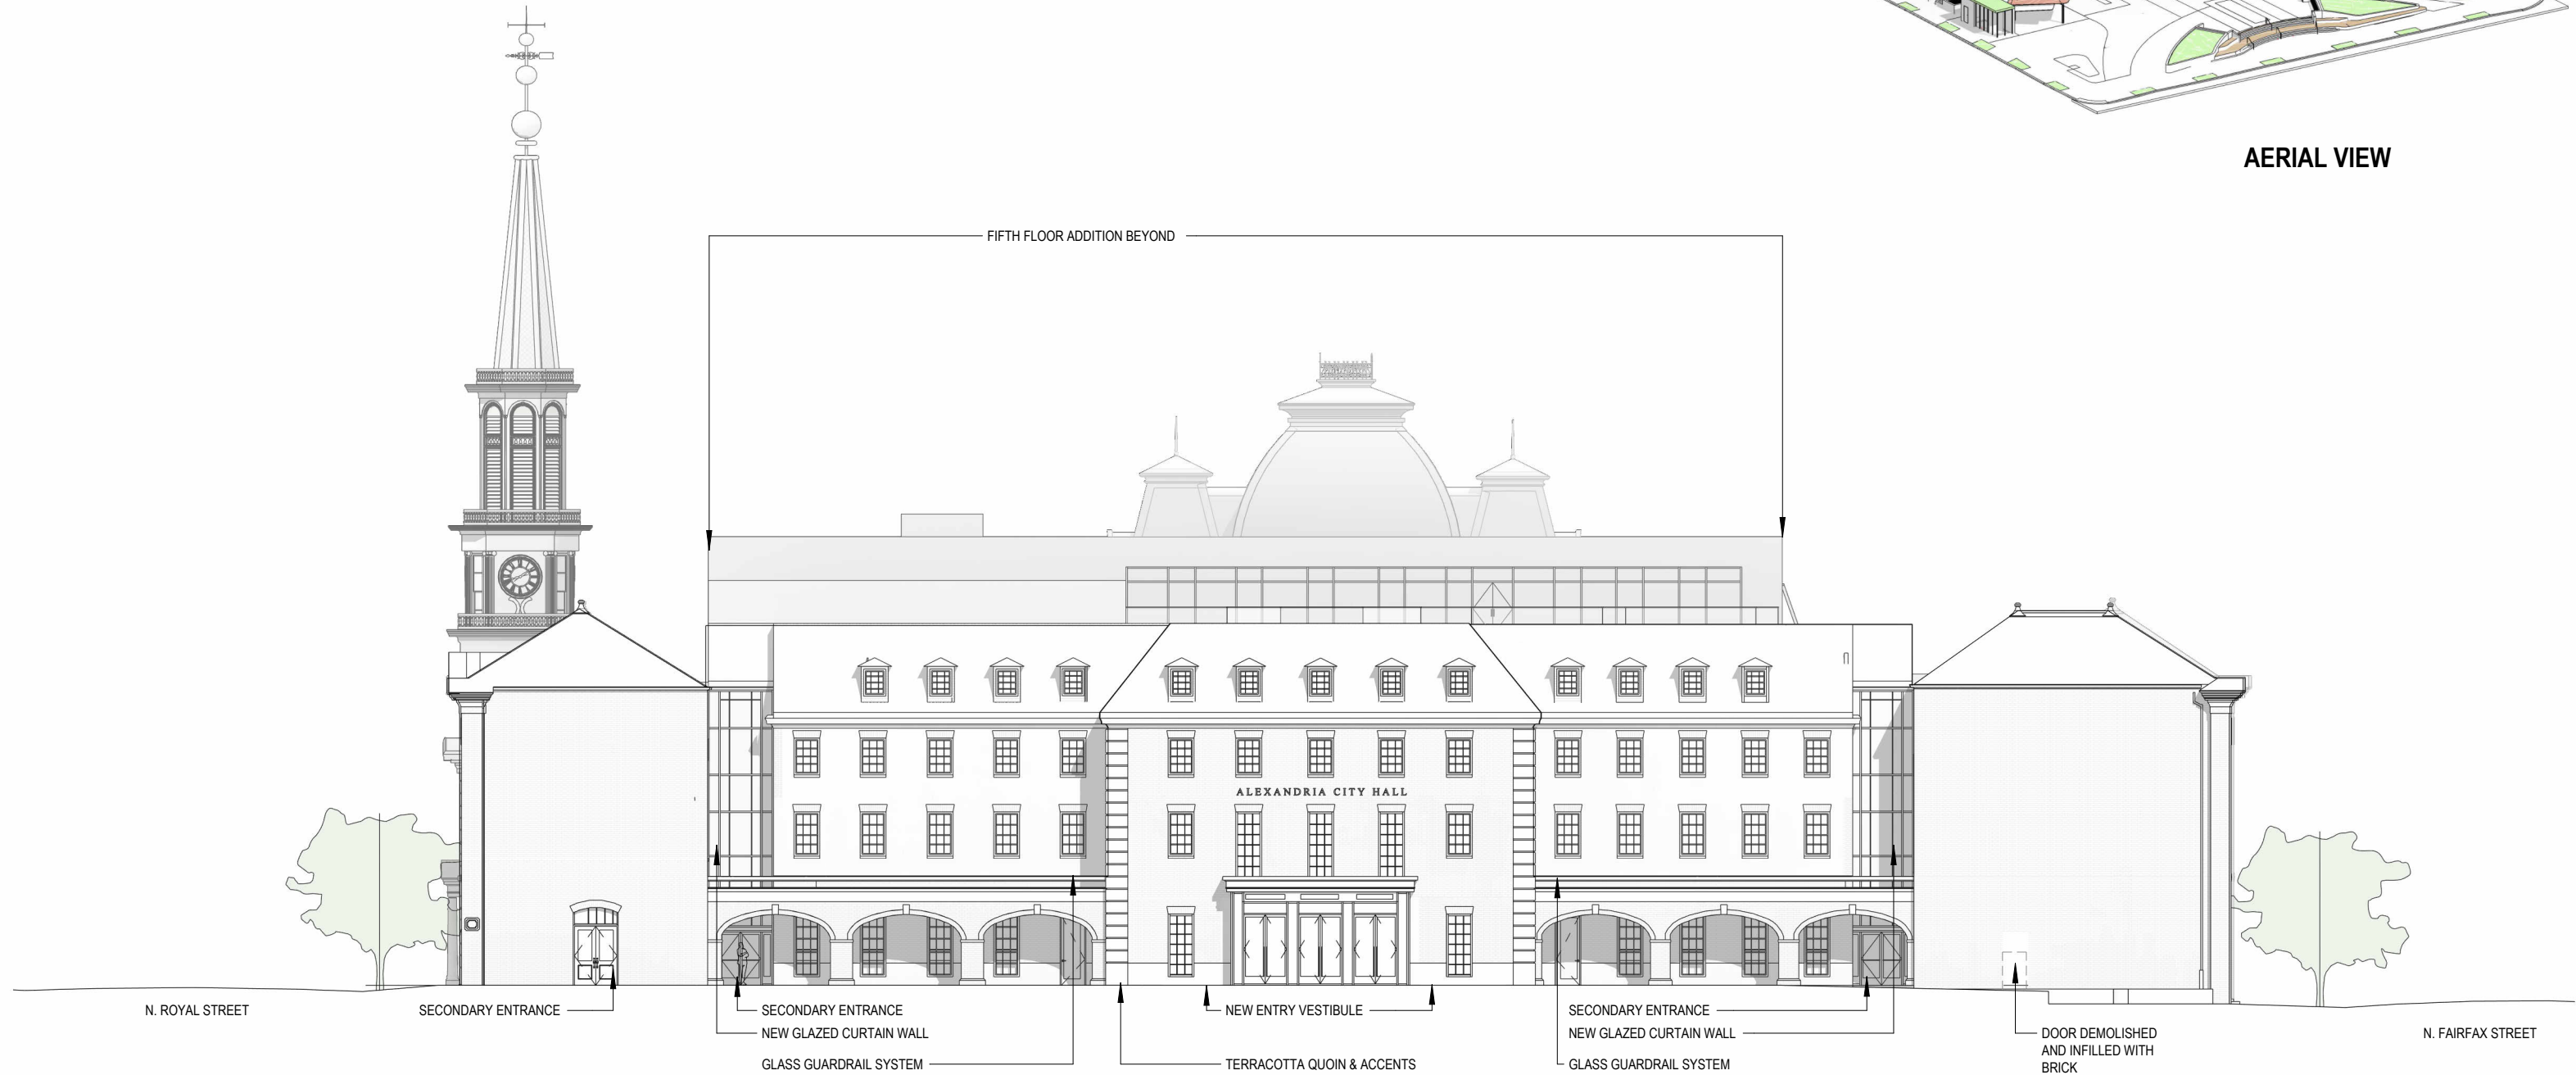 AERIAL VIEW
FIFTH FLOOR ADDITION BEYOND
ALEXANDRIA CITY HALL
N. ROYAL STREET
SECONDARY ENTRANCE
SECONDARY ENTRANCE
NEW GLAZED CURTAIN WALL
GLASS GUARDRAIL SYSTEM
NEW ENTRY VESTIBULE
TERRACOTTA QUOIN & ACCENTS
SECONDARY ENTRANCE
NEW GLAZED CURTAIN WALL
GLASS GUARDRAIL SYSTEM
DOOR DEMOLISHED
AND INFILLED WITH
BRICK
N. FAIRFAX STREET